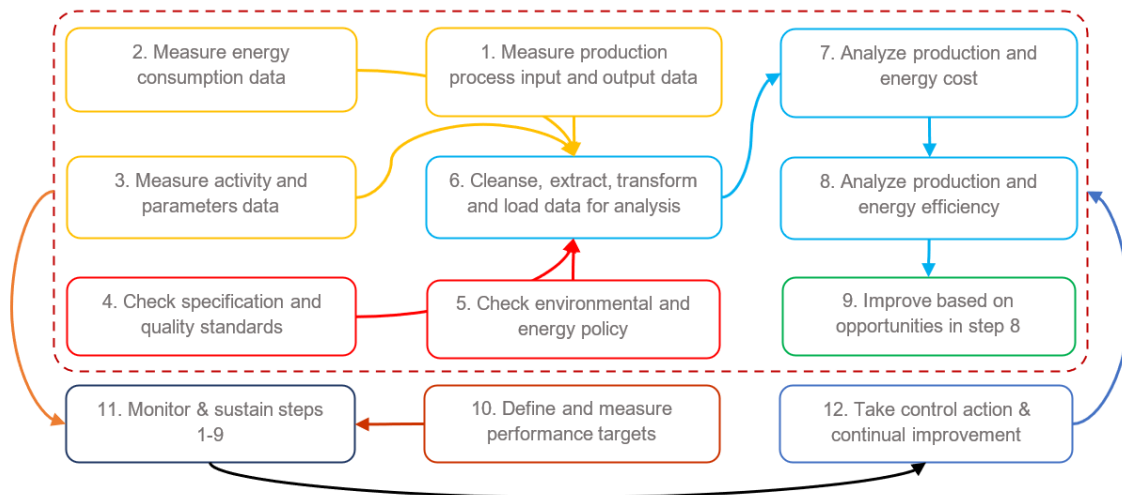 2. Measure energy
consumption data
1. Measure production
process input and output data
7. Analyze production and
energy cost
3. Measure activity and
parameters data
6. Cleanse, extract, transform
and load data for analysis
8. Analyze production and
energy efficiency
4. Check specification and
quality standards
5. Check environmental and
energy policy
9. Improve based on
opportunities in step 8
11. Monitor & sustain steps
1-9
10. Define and measure
performance targets
12. Take control action &
continual improvement